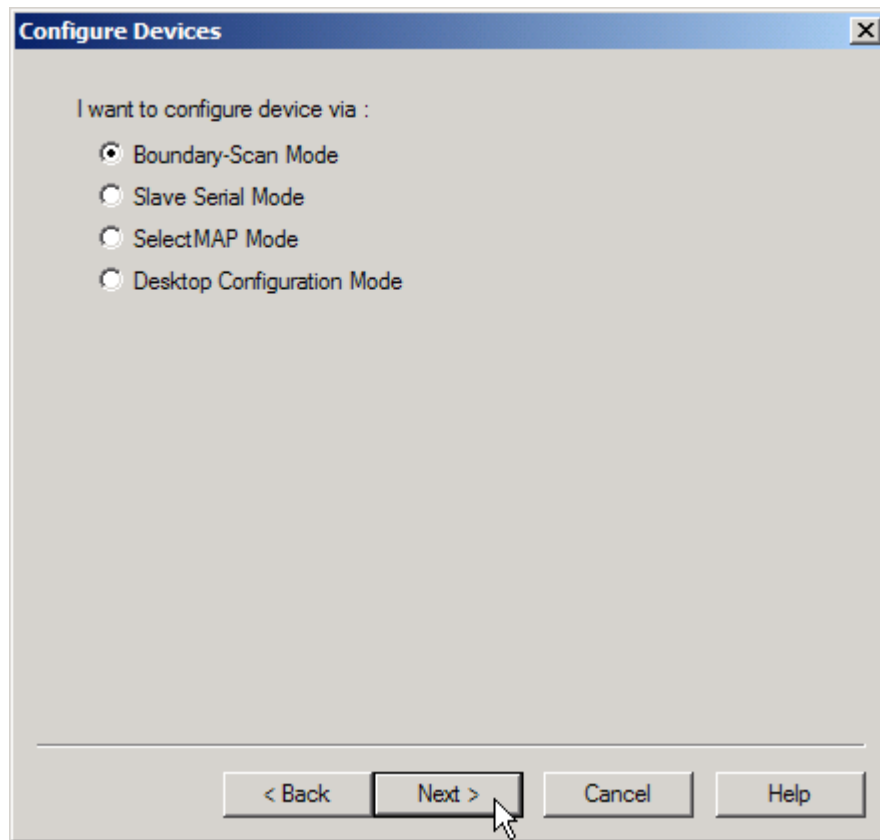 Configure Devices
I want to configure device via :
Boundary-Scan Mode
Slave Serial Mode
SelectMAP Mode
Desktop Configuration Mode
< Back Next > Cancel Help